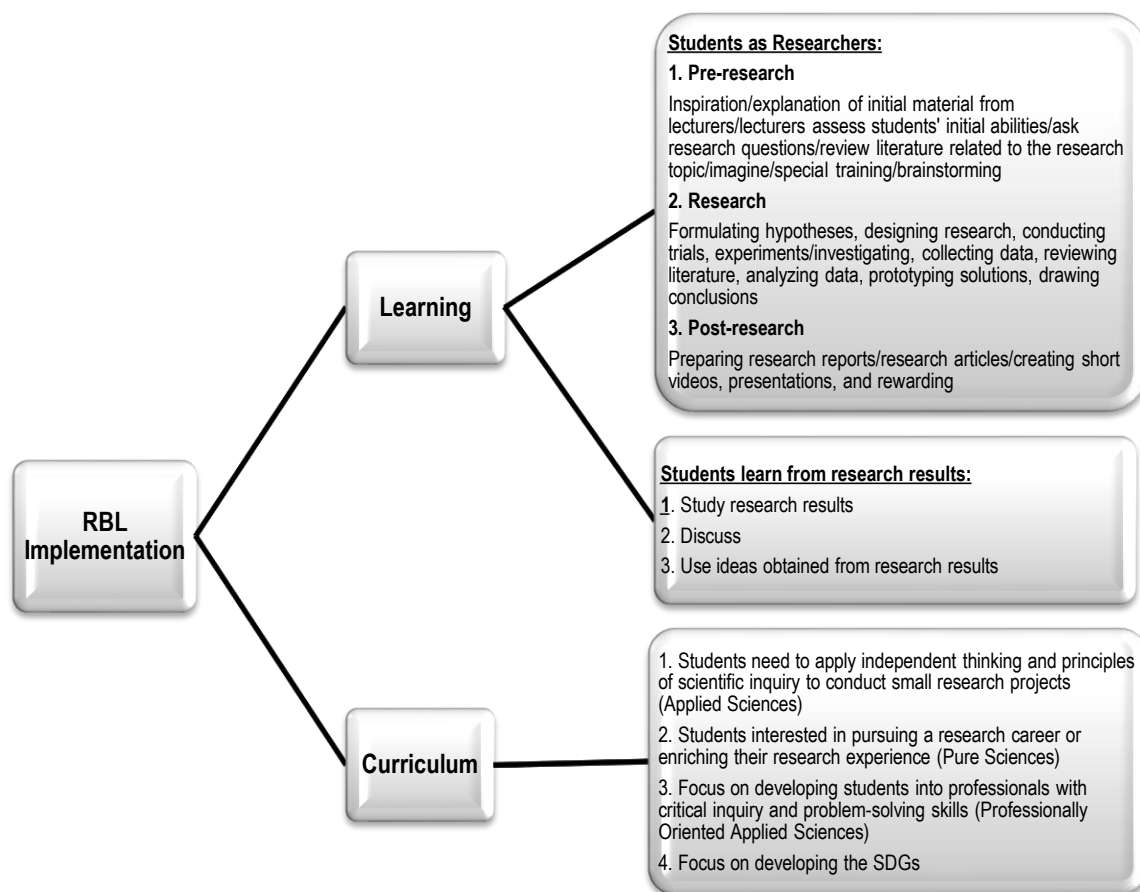 Students as Researchers:
1. Pre-research
Inspiration/explanation of initial material from
lecturers/lecturers assess students' initial abilities/ask
research questions/review literature related to the research
topic/imagine/special training/brainstorming
2. Research
Formulating hypotheses, designing research, conducting
trials, experiments/investigating, collecting data, reviewing
literature, analyzing data, prototyping solutions, drawing
conclusions
3. Post-research
Preparing research reports/research articles/creating short
videos, presentations, and rewarding
Learning
Students learn from research results:
1. Study research results
2. Discuss
3. Use ideas obtained from research results
RBL
Implementation
1. Students need to apply independent thinking and principles
of scientific inquiry to conduct small research projects
(Applied Sciences)
2. Students interested in pursuing a research career or
enriching their research experience (Pure Sciences)
3. Focus on developing students into professionals with
critical inquiry and problem-solving skills (Professionally
Oriented Applied Sciences)
4. Focus on developing the SDGs
Curriculum